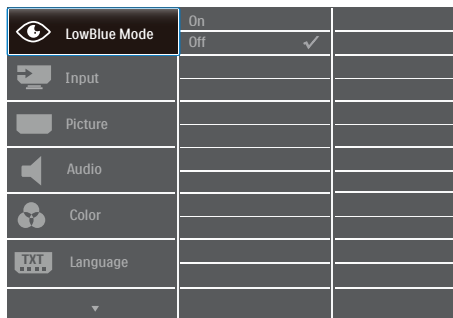 LowBlue Mode
On
Off
Input
Picture
Audio
Color
TXT
Language